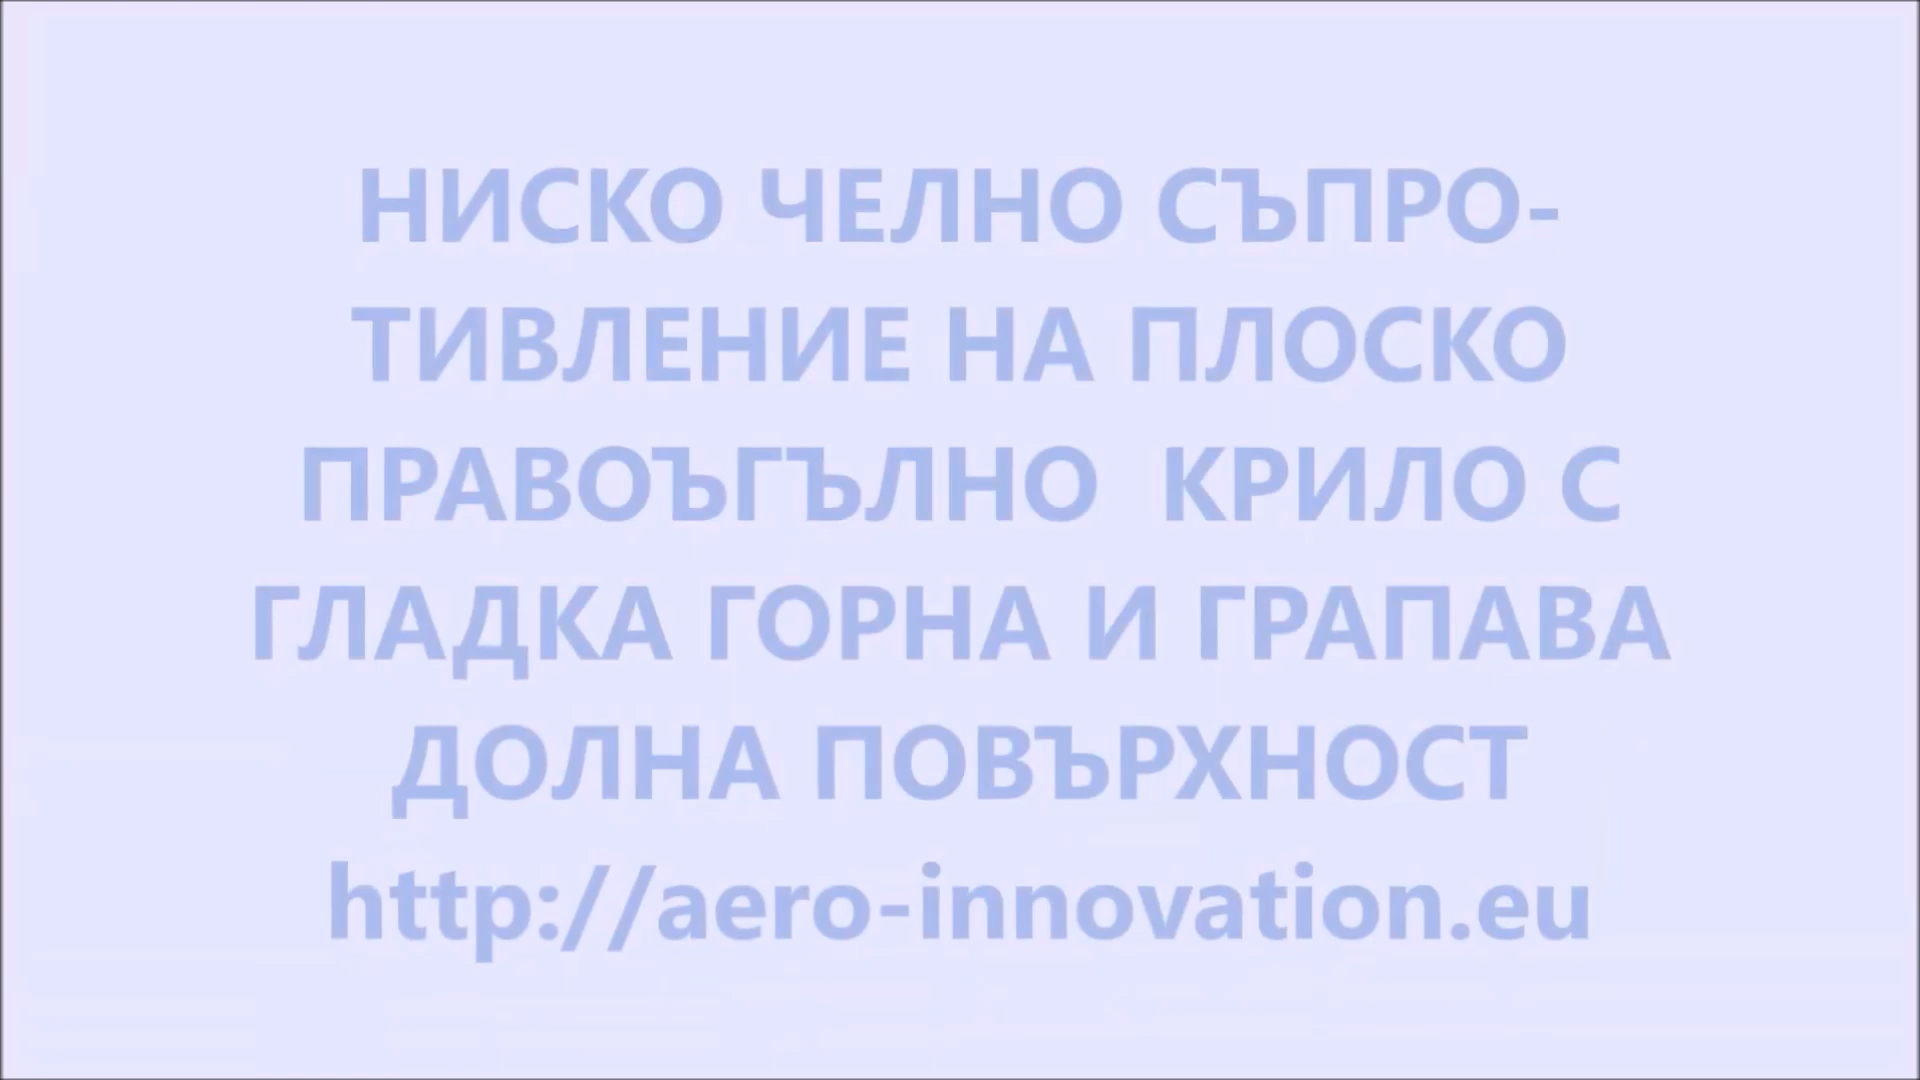 НИСКО ЧЕЛНО СЪПРО-
ТИВЛЕНИЕ НА ПЛОСКО
ПРАВОЪГЪЛНО  КРИЛО С
ГЛАДКА ГОРНА И ГРАПАВА
ДОЛНА ПОВЪРХНОСТ
http://aero-innovation.eu